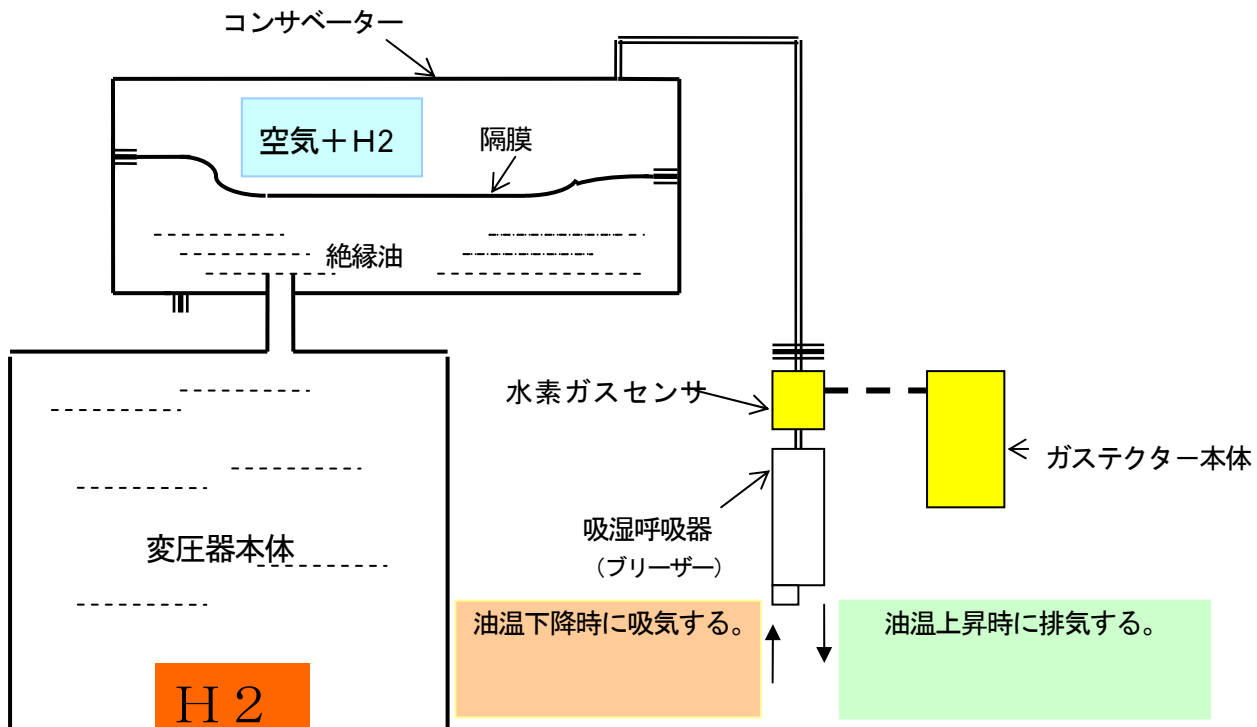 コンサベーター
空気+H2
隔膜
絶縁油
水素ガスセンサ
ガステクター本体
吸湿呼吸器
(ブリーザー)
変圧器本体
油温下降時に吸気する。
油温上昇時に排気する。
H2